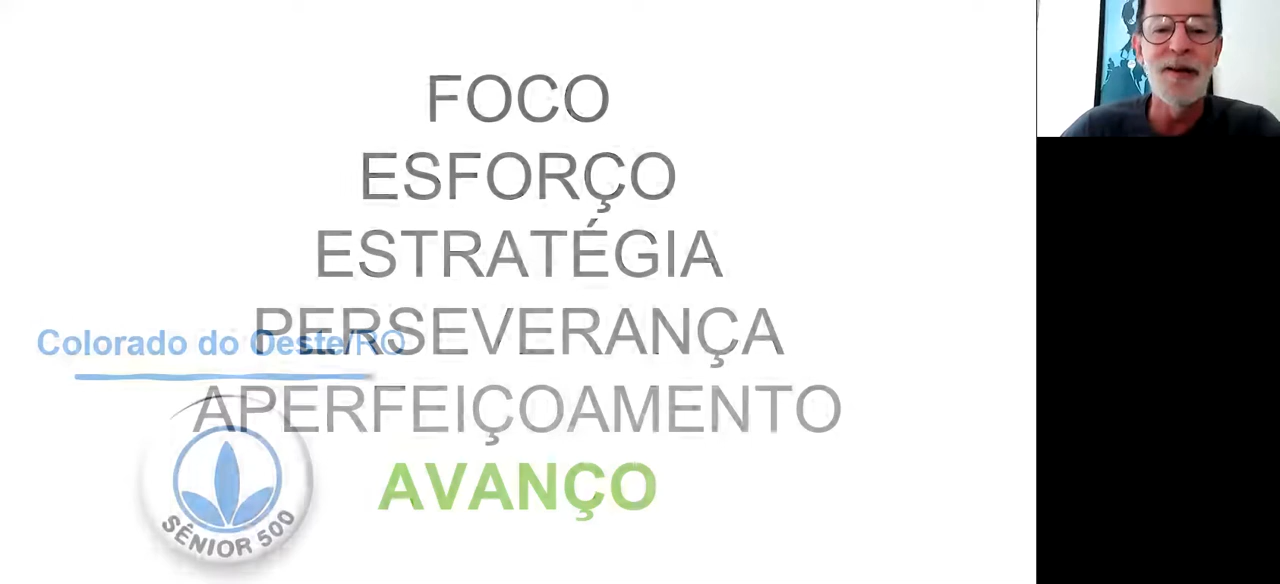 FOCO
ESFORÇO
ESTRATÉGIA
PERSEVERANÇA
Colorado do Oeste/RO
APERFEIÇOAMENTO
AVANÇO
SÊNIOR 500